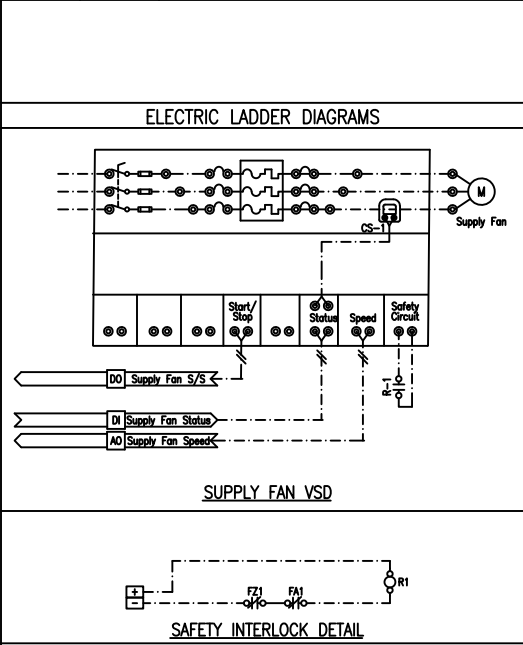 ELECTRIC LADDER DIAGRAMS
M
Supply Fan
CS-1
Start/
Stop
Status
Speed
Safety
Circuit
DO Supply Fan S/S
R-1
DI Supply Fan Status
AO Supply Fan Speed
SUPPLY FAN VSD
+
-
FZ1
FA1
R1
SAFETY INTERLOCK DETAIL